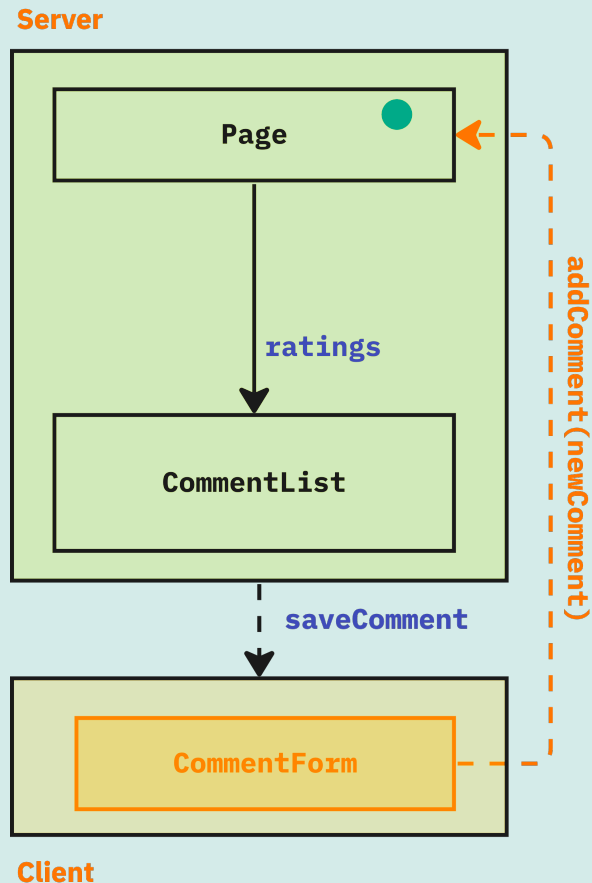 Server
Page
ratings
addComment(newComment)
CommentList
saveComment
CommentForm
Client